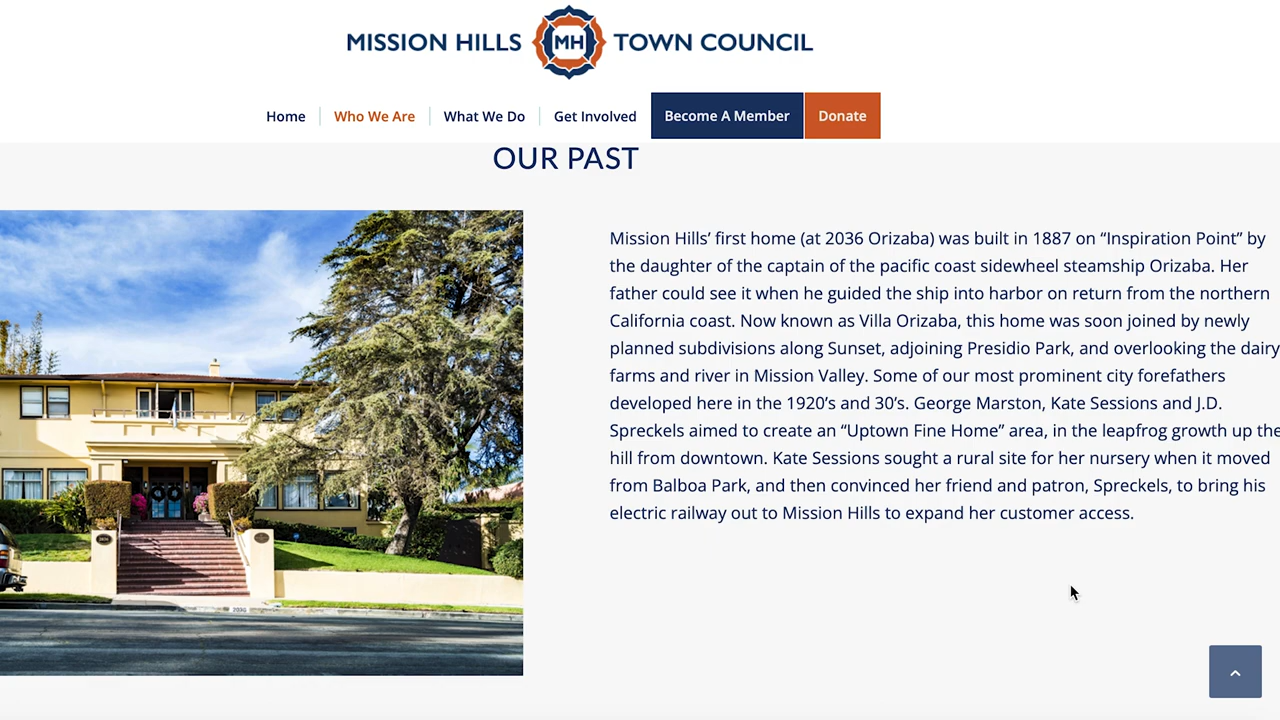 MISSION HILLS MH TOWN COUNCIL
Home Who We Are What We Do Get Involved Become A Member Donate
OUR PAST
Mission Hills’ first home (at 2036 Orizaba) was built in 1887 on “Inspiration Point” by
the daughter of the captain of the pacific coast sidewheel steamship Orizaba. Her
father could see it when he guided the ship into harbor on return from the northern
California coast. Now known as Villa Orizaba, this home was soon joined by newly
planned subdivisions along Sunset, adjoining Presidio Park, and overlooking the dairy
farms and river in Mission Valley. Some of our most prominent city forefathers
developed here in the 1920’s and 30’s. George Marston, Kate Sessions and J.D.
Spreckels aimed to create an “Uptown Fine Home” area, in the leapfrog growth up the
hill from downtown. Kate Sessions sought a rural site for her nursery when it moved
from Balboa Park, and then convinced her friend and patron, Spreckels, to bring his
electric railway out to Mission Hills to expand her customer access.